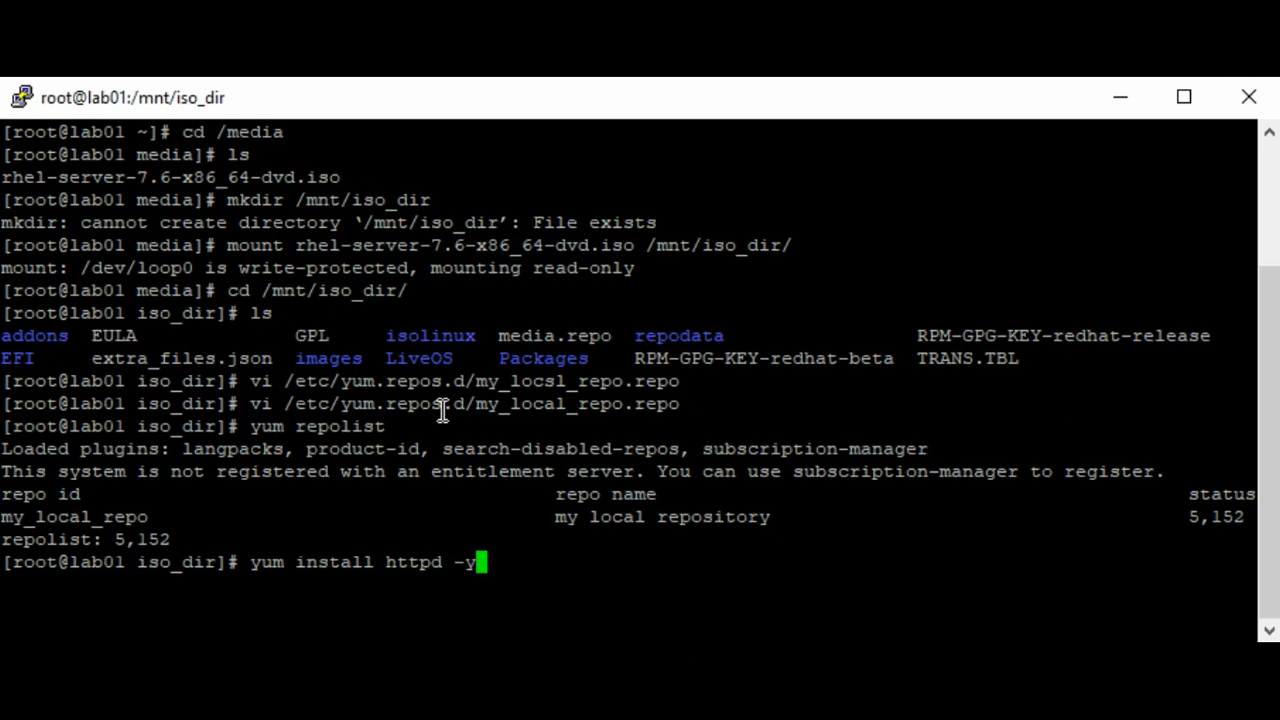 root@lab01:/mnt/iso_dir
[root@lab01 ~]# cd /media
[root@lab01 media]# ls
rhel-server-7.6-x86_64-dvd.iso
[root@lab01 media]# mkdir /mnt/iso_dir
mkdir: cannot create directory ‘/mnt/iso_dir’: File exists
[root@lab01 media]# mount rhel-server-7.6-x86_64-dvd.iso /mnt/iso_dir/
mount: /dev/loop0 is write-protected, mounting read-only
[root@lab01 media]# cd /mnt/iso_dir/
[root@lab01 iso_dir]# ls
addons  EULA              GPL     isolinux  media.repo  repodata                 RPM-GPG-KEY-redhat-release
EFI     extra_files.json  images  LiveOS    Packages    RPM-GPG-KEY-redhat-beta  TRANS.TBL
[root@lab01 iso_dir]# vi /etc/yum.repos.d/my_locsl_repo.repo
[root@lab01 iso_dir]# vi /etc/yum.repos.d/my_local_repo.repo
[root@lab01 iso_dir]# yum repolist
Loaded plugins: langpacks, product-id, search-disabled-repos, subscription-manager
This system is not registered with an entitlement server. You can use subscription-manager to register.
repo id                                          repo name                                               status
my_local_repo                                    my local repository                                     5,152
repolist: 5,152
[root@lab01 iso_dir]# yum install httpd -y